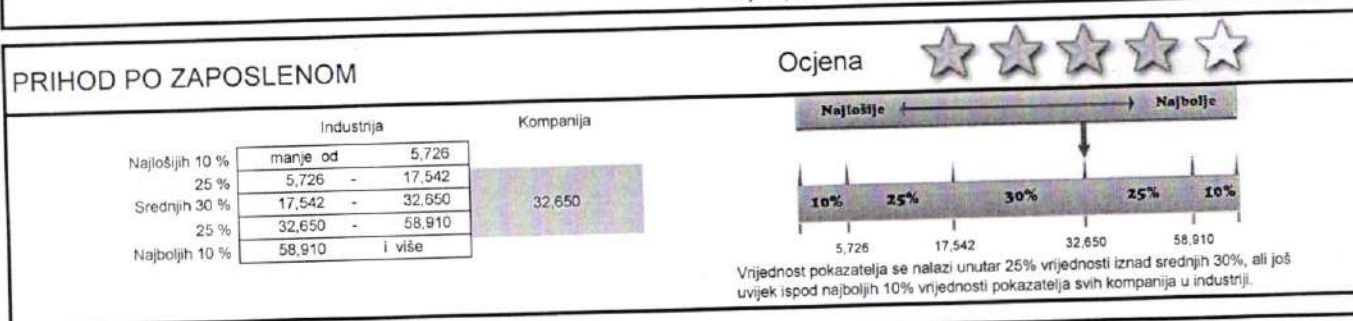 PRIHOD PO ZAPOSLENOM
Ocjena
Industrija Kompanija
Najlošijih 10 % manje od 5,726
25 % 5,726 - 17,542
Srednjih 30 % 17,542 - 32,650
25 % 32,650 - 58,910
Najboljih 10 % 58,910 i više
32,650
Najlošije Najbolje
10% 25% 30% 25% 10%
5,726 17,542 32,650 58,910
Vrijednost pokazatelja se nalazi unutar 25% vrijednosti iznad srednjih 30%, ali još
uvijek ispod najboljih 10% vrijednosti pokazatelja svih kompanija u industriji.